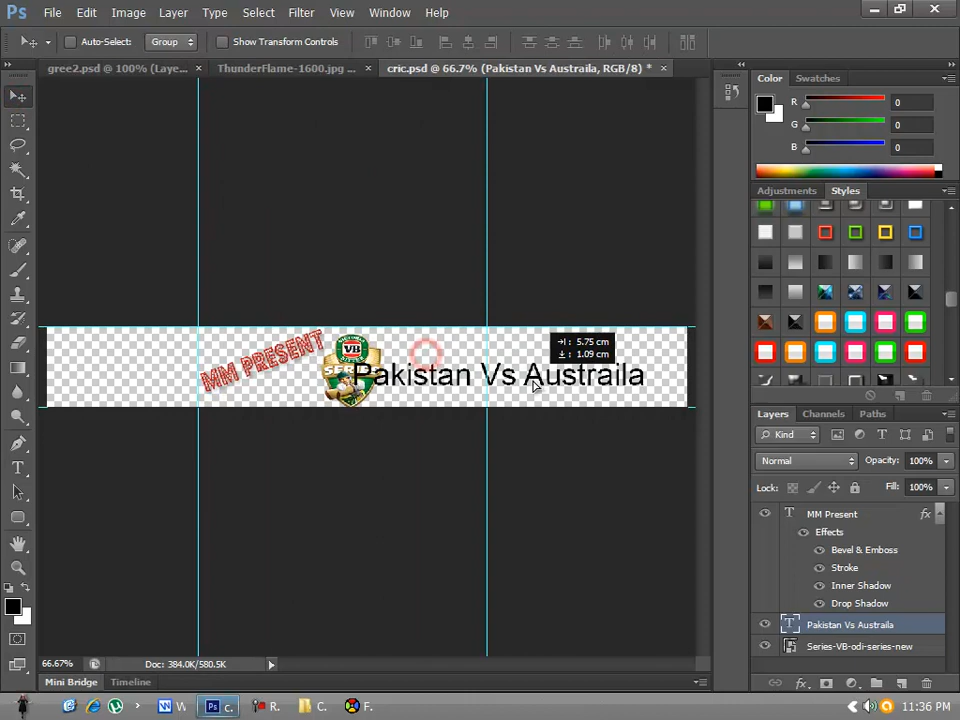 Ps File Edit Image Layer Type Select Filter View Window Help
Auto-Select: Group Show Transform Controls
gree2.psd @ 100% (Laye... × ThunderFlame-1600.jpg ... × cric.psd @ 66.7% (Pakistan Vs Austraila, RGB/8) * ×
Color Swatches
R 0
G 0
B 0
Adjustments Styles
MM PRESENT
VB
SERIES
Pakistan Vs Austraila
→|: 5.75 cm
↓: 1.09 cm
Layers Channels Paths
Kind
Normal Opacity: 100%
Lock: Fill: 100%
T MM Present fx
Effects
Bevel & Emboss
Stroke
Inner Shadow
Drop Shadow
T Pakistan Vs Austraila
Series-VB-odi-series-new
66.67% Doc: 384.0K/580.5K
Mini Bridge Timeline
W Ps c. R. C. F. 11:36 PM